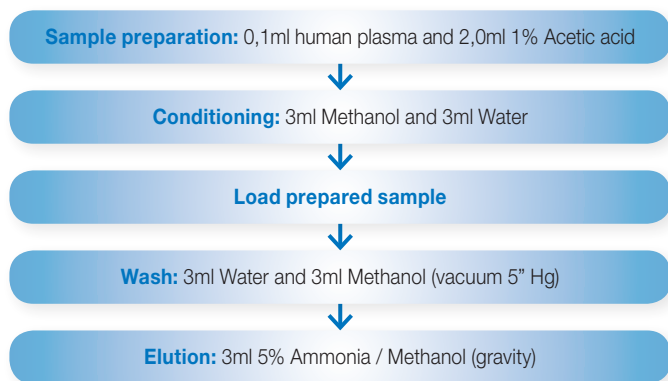 Sample preparation: 0,1ml human plasma and 2,0ml 1% Acetic acid
Conditioning: 3ml Methanol and 3ml Water
Load prepared sample
Wash: 3ml Water and 3ml Methanol (vacuum 5” Hg)
Elution: 3ml 5% Ammonia / Methanol (gravity)